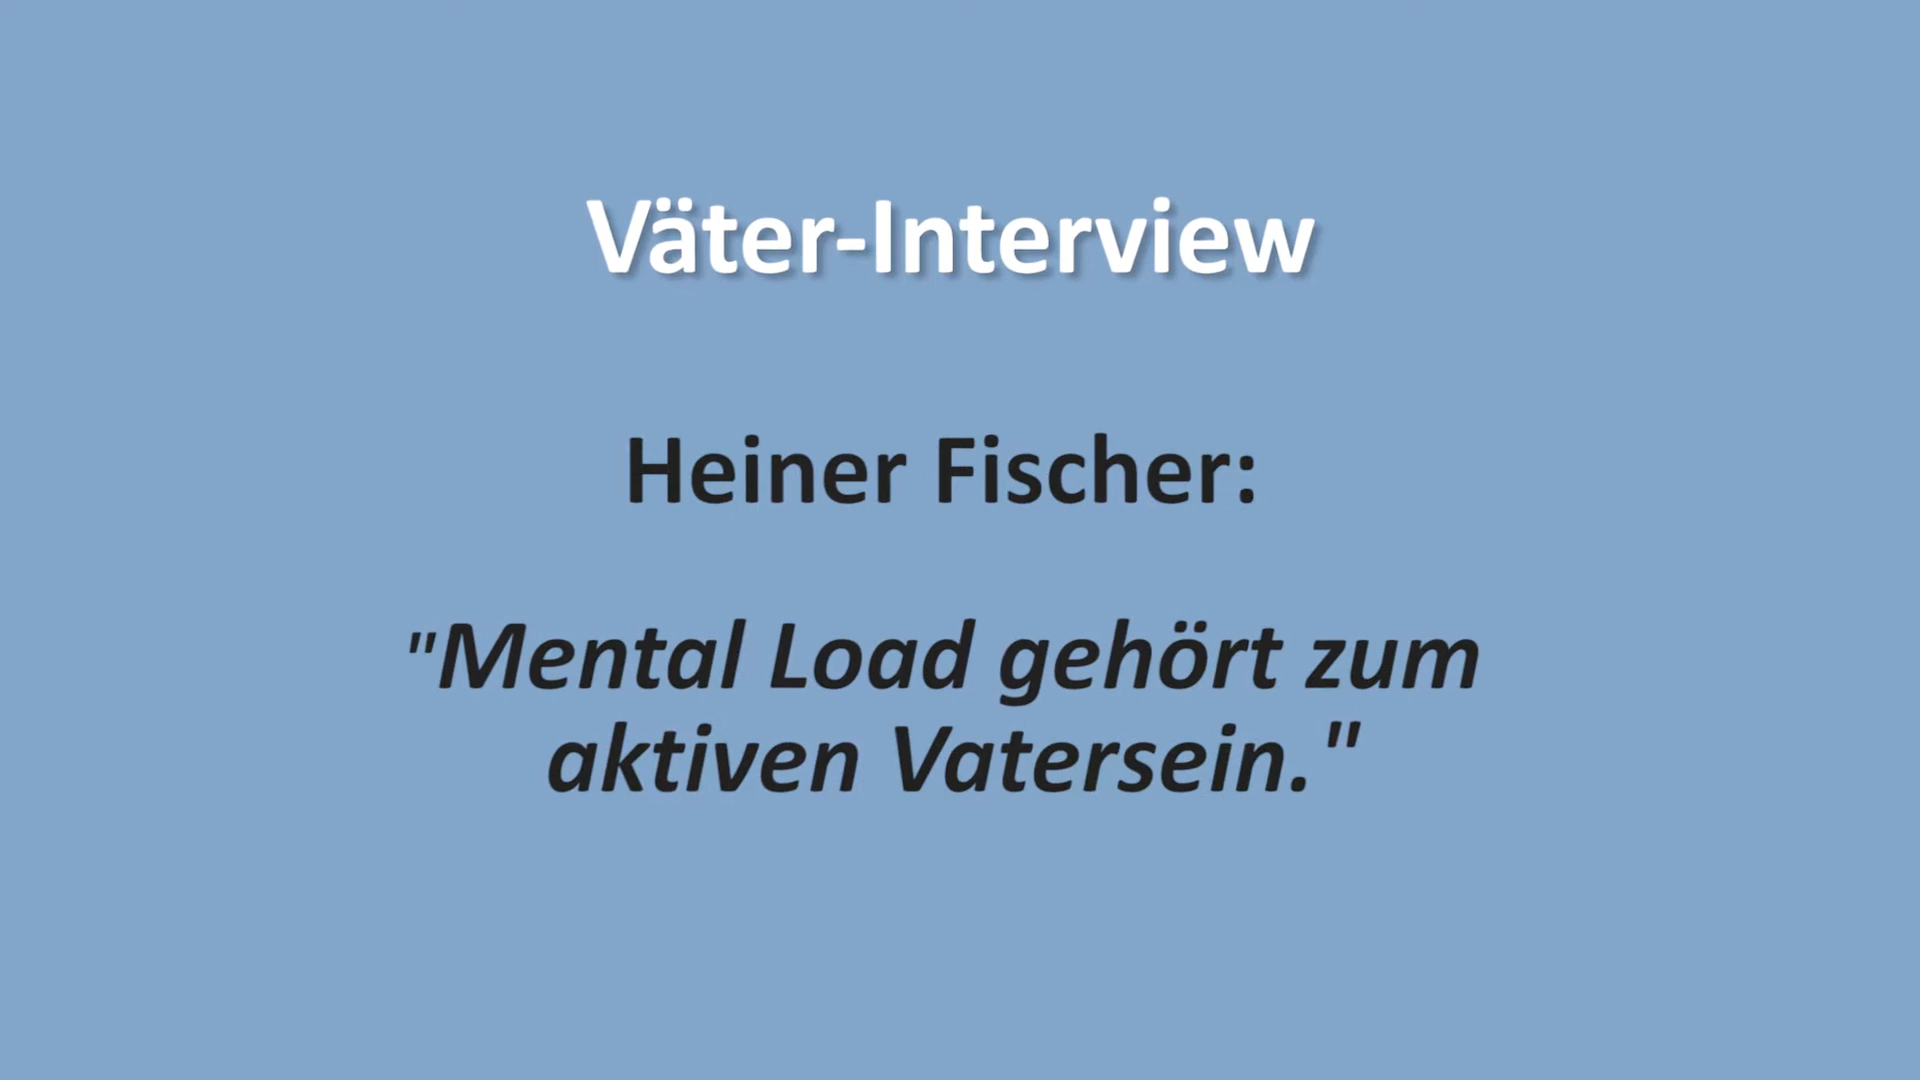 Väter-Interview
Heiner Fischer:
"Mental Load gehört zum
aktiven Vatersein."